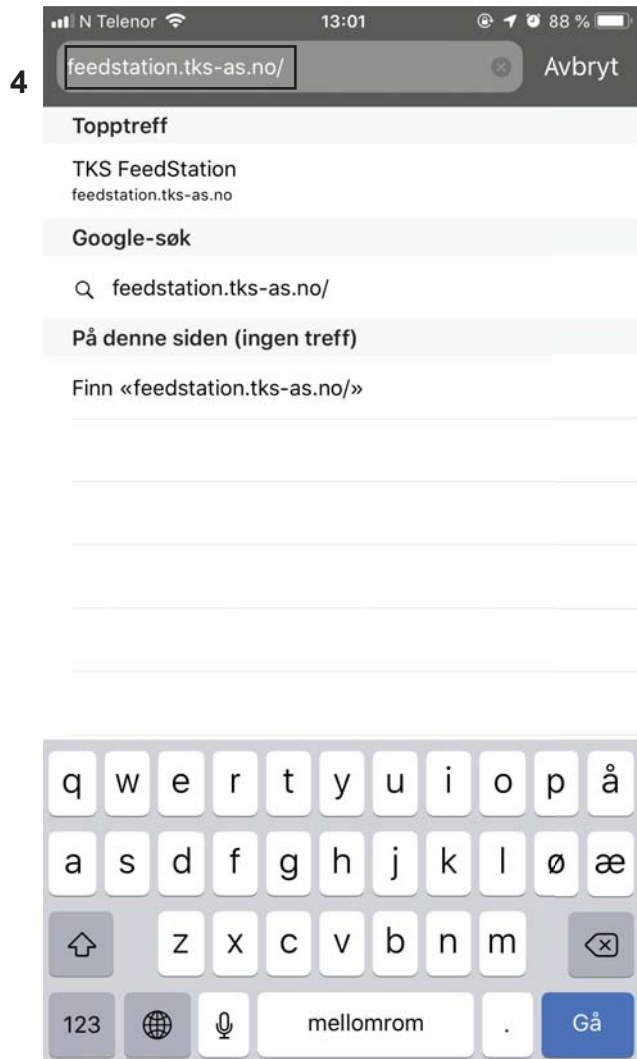 N Telenor 13:01 88 %
4
feedstation.tks-as.no/ Avbryt
Topptreff
TKS FeedStation
feedstation.tks-as.no
Google-søk
feedstation.tks-as.no/
På denne siden (ingen treff)
Finn «feedstation.tks-as.no/»
q w e r t y u i o p å
a s d f g h j k l ø æ
z x c v b n m
123 mellomrom . Gå